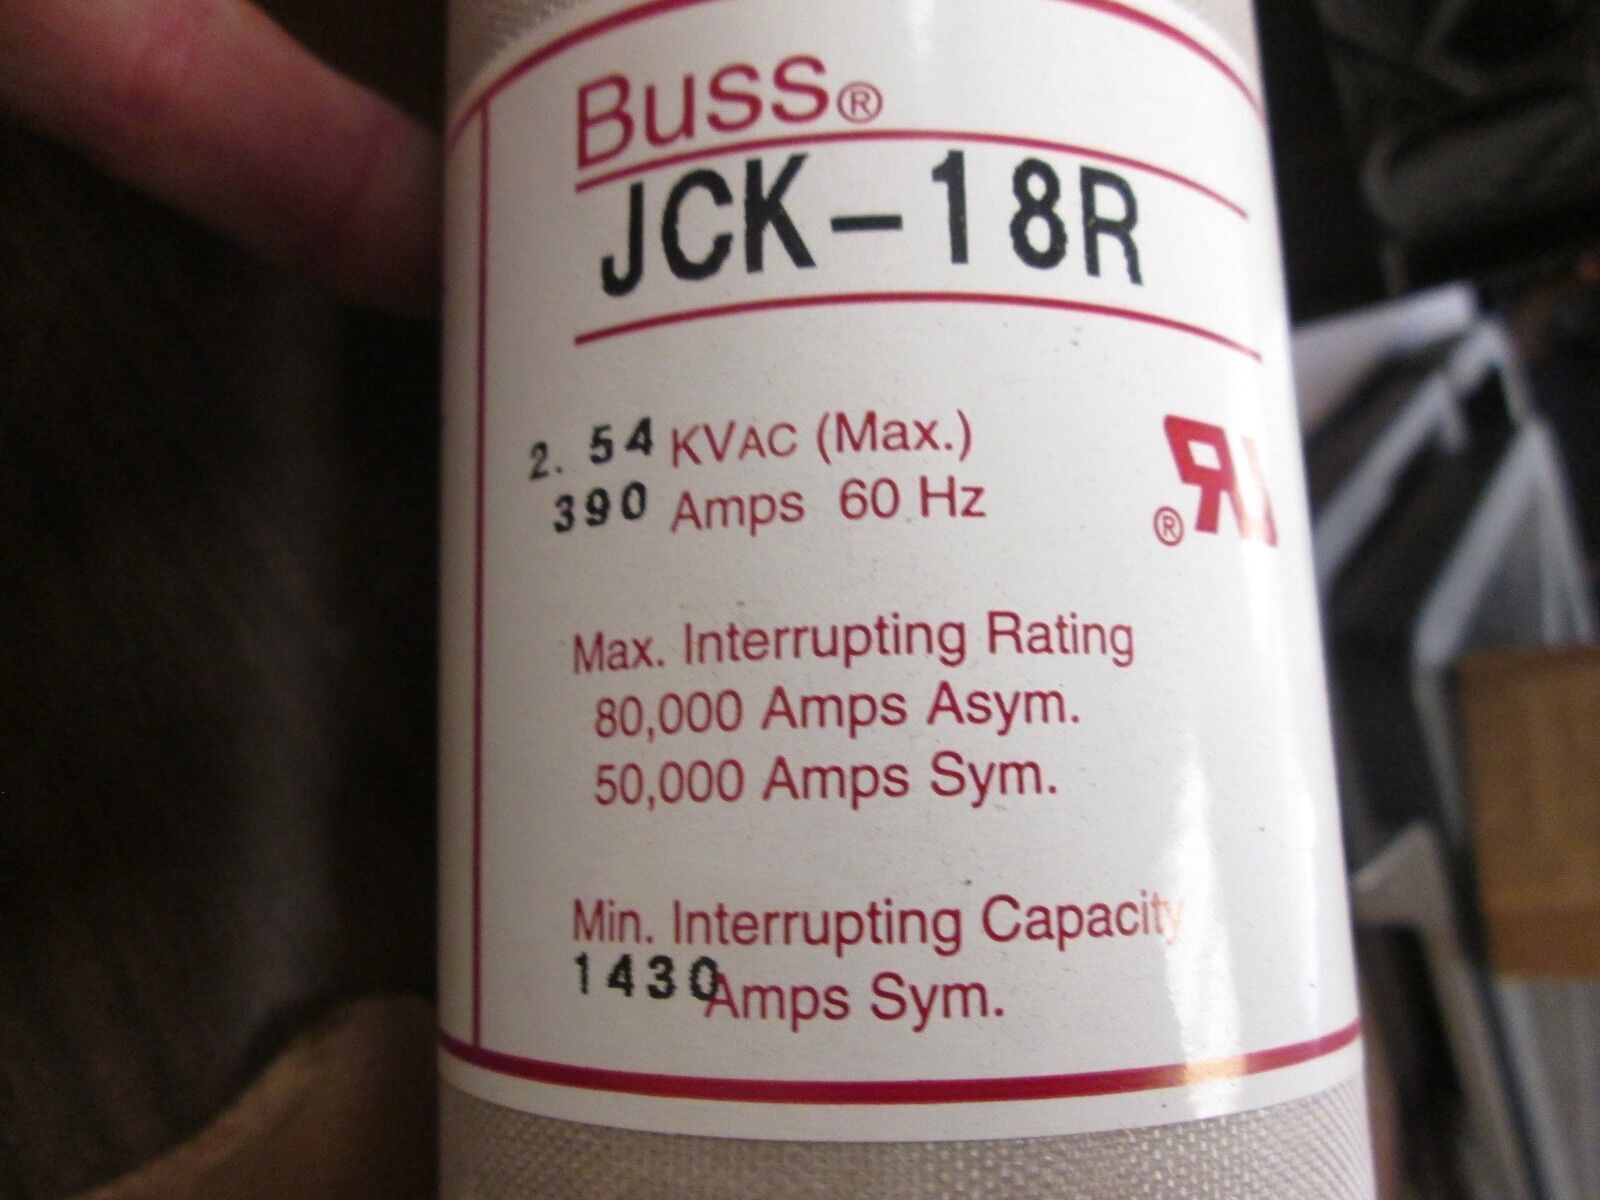 Buss®
JCK-18R
2.54 KVAC (Max.)
390 Amps 60 Hz
Max. Interrupting Rating
80,000 Amps Asym.
50,000 Amps Sym.
Min. Interrupting Capacity
1430 Amps Sym.
RU®